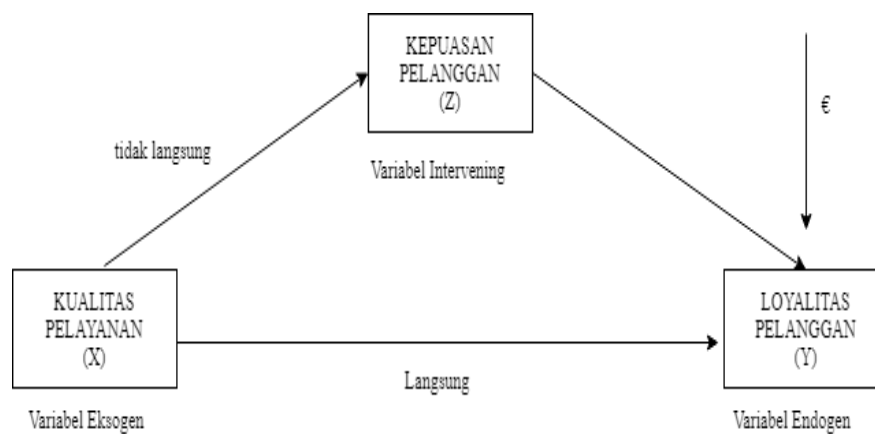 KEPUASAN
PELANGGAN
(Z)
€
tidak langsung
Variabel Intervening
KUALITAS
PELAYANAN
(X)
LOYALITAS
PELANGGAN
(Y)
Langsung
Variabel Eksogen
Variabel Endogen